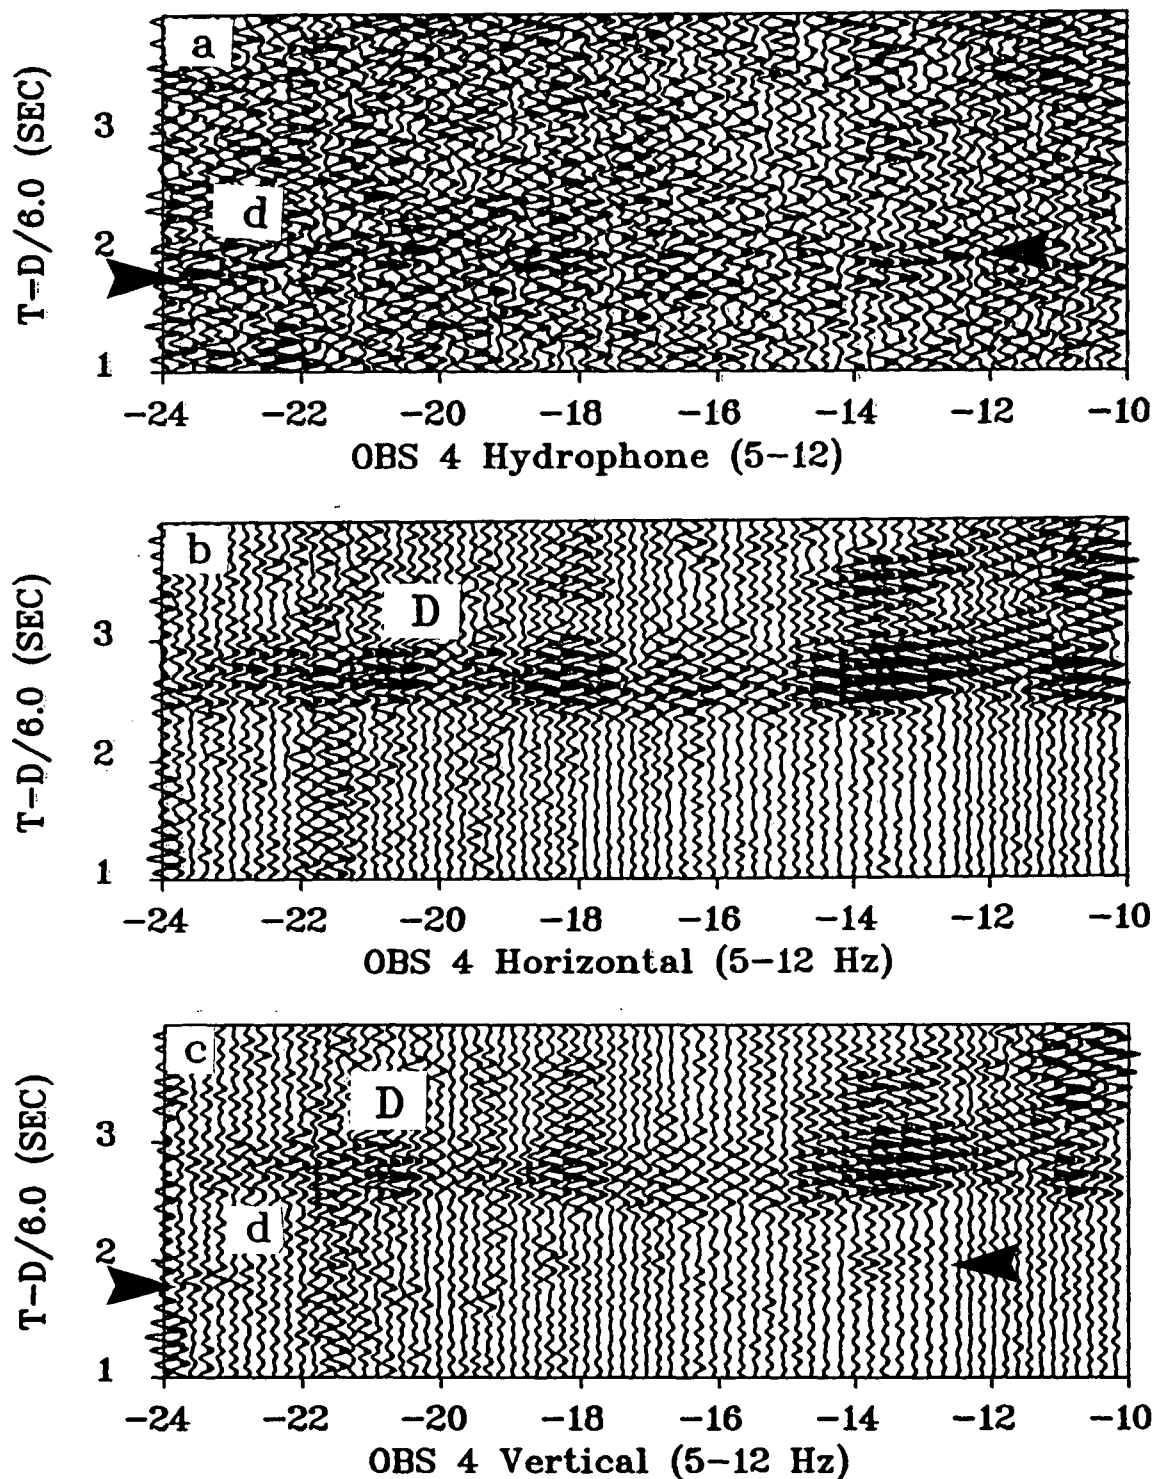 a
T-D/6.0 (SEC)
3
d
2
1
-24 -22 -20 -18 -16 -14 -12 -10
OBS 4 Hydrophone (5-12)
b
T-D/6.0 (SEC)
D
3
2
1
-24 -22 -20 -18 -16 -14 -12 -10
OBS 4 Horizontal (5-12 Hz)
c
T-D/6.0 (SEC)
D
3
d
2
1
-24 -22 -20 -18 -16 -14 -12 -10
OBS 4 Vertical (5-12 Hz)